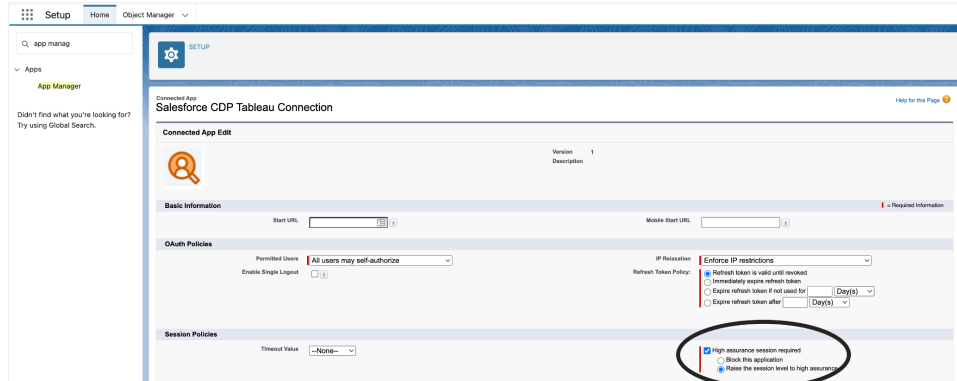 Setup Home Object Manager
app manag
SETUP
Apps
App Manager
Didn't find what you're looking for?
Try using Global Search.
Connected App
Salesforce CDP Tableau Connection
Help for this Page
Connected App Edit
Version 1
Description
Basic Information
= Required Information
Start URL
Mobile Start URL
OAuth Policies
Permitted Users All users may self-authorize
IP Relaxation Enforce IP restrictions
Enable Single Logout
Refresh Token Policy: Refresh token is valid until revoked
Immediately expire refresh token
Expire refresh token if not used for Day(s)
Expire refresh token after Day(s)
Session Policies
Timeout Value --None--
High assurance session required
Block this application
Raise the session level to high assurance